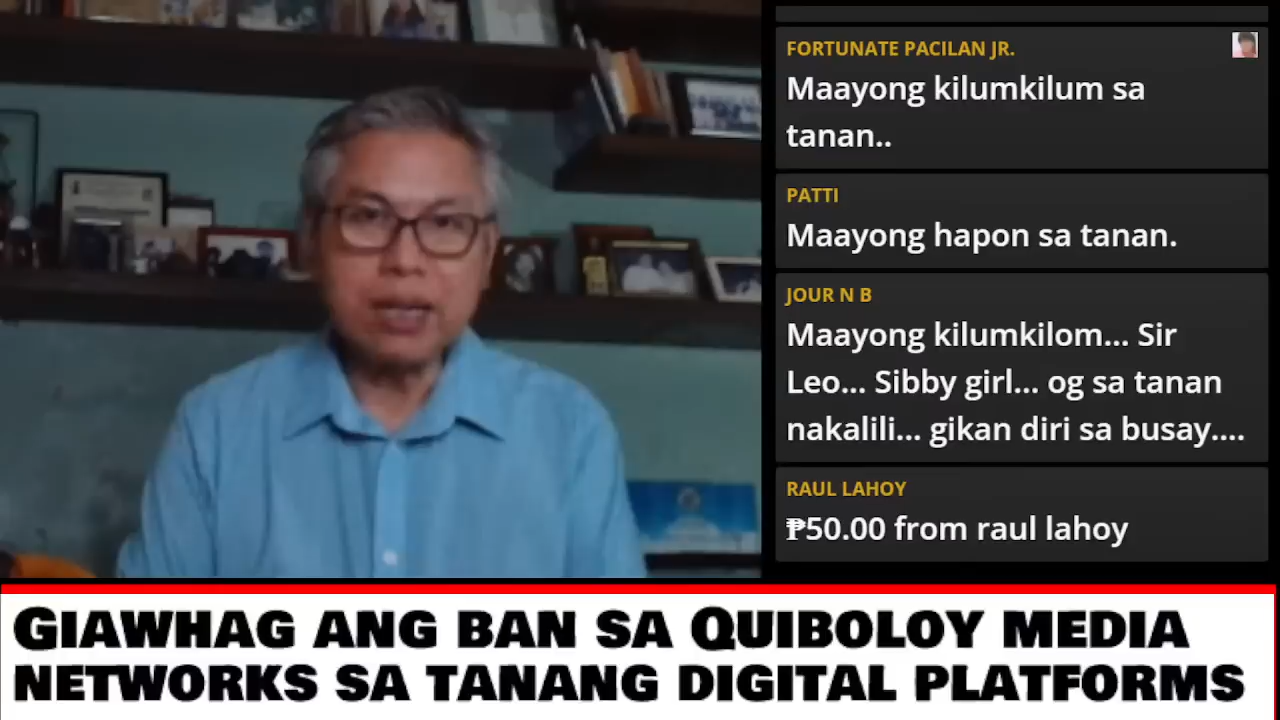 FORTUNATE PACILAN JR.
Maayong kilumkilum sa
tanan..
PATTI
Maayong hapon sa tanan.
JOUR N B
Maayong kilumkilom... Sir
Leo... Sibby girl... og sa tanan
nakalili... gikan diri sa busay....
RAUL LAHOY
₱50.00 from raul lahoy
GIAWHAG ANG BAN SA QUIBOLOY MEDIA
NETWORKS SA TANANG DIGITAL PLATFORMS